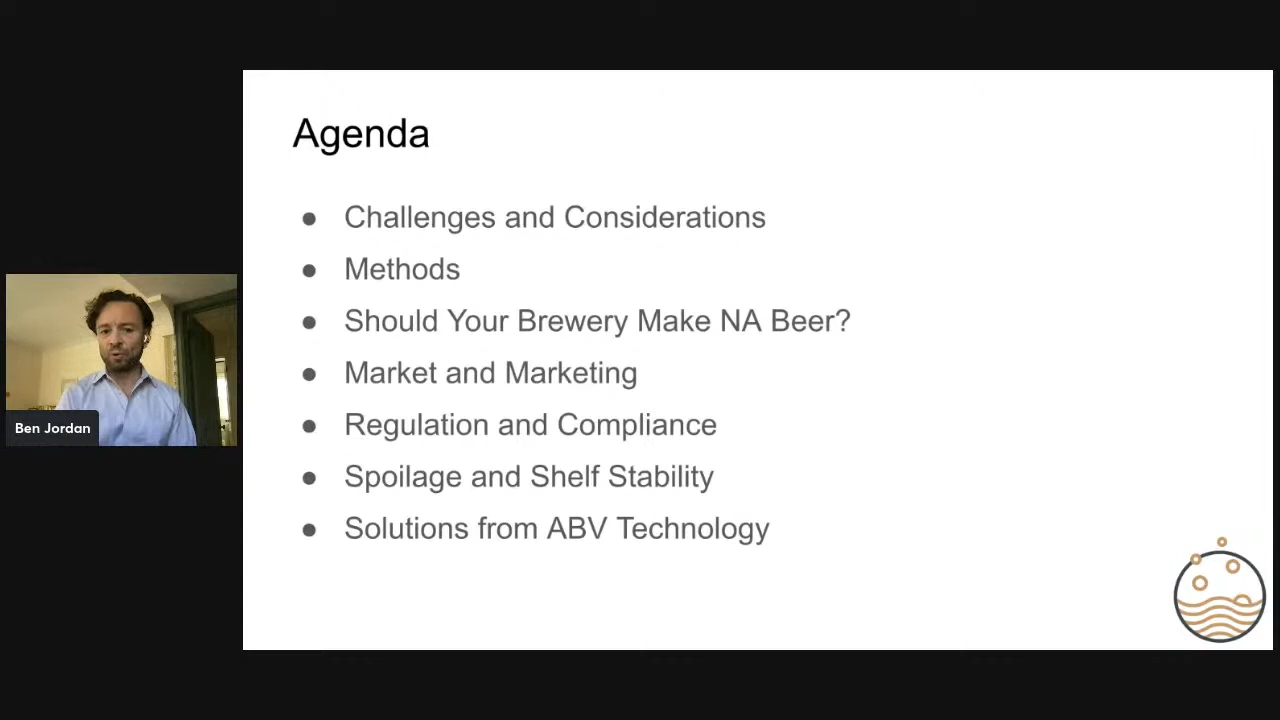 Agenda
Challenges and Considerations
Methods
Should Your Brewery Make NA Beer?
Market and Marketing
Regulation and Compliance
Spoilage and Shelf Stability
Solutions from ABV Technology
Ben Jordan